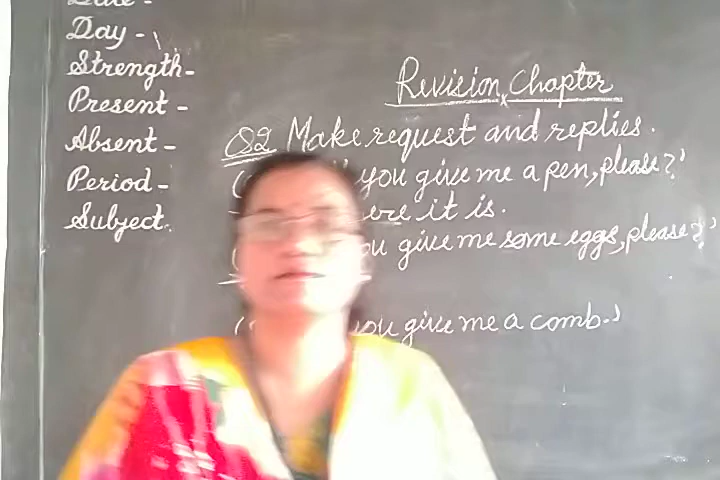 Day -
Strength-
Present -
Absent -
Period -
Subject.
Revision Chapter
Q2 Make request and replies.
you give me a pen, please?
it is.
you give me some eggs, please?
you give me a comb.